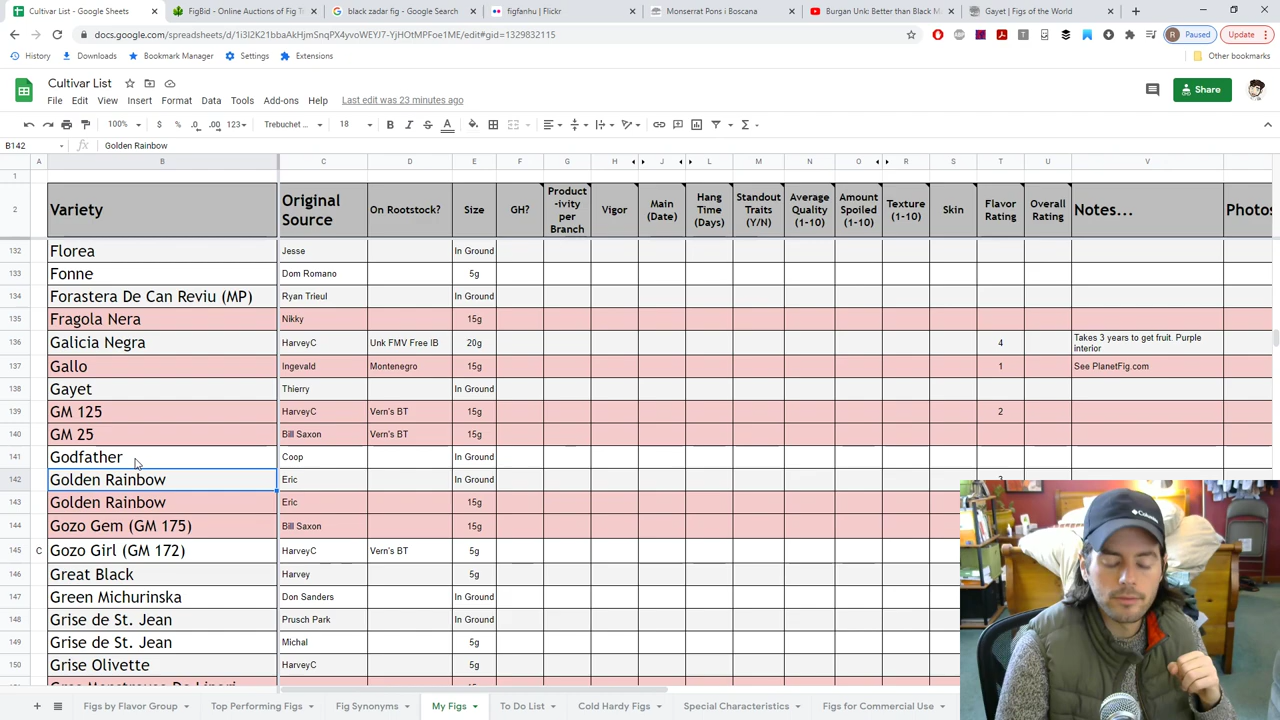 Cultivar List - Google Sheets
FigBid - Online Auctions of Fig T
black zadar fig - Google Search
figfanhu | Flickr
Monserrat Pons i Boscana
Burgan Unk: Better than Black M
Gayet | Figs of the World
docs.google.com/spreadsheets/d/1i3l2K21bbaAkHjmSnqPX4yvoWEYJ7-YjHOtMPFoe1ME/edit#gid=1329832115
Paused
Update
History
Downloads
Bookmark Manager
Settings
Extensions
Other bookmarks
Cultivar List
File Edit View Insert Format Data Tools Add-ons Help Last edit was 23 minutes ago
Share
100% $ % .0 .00 123 Trebuchet ... 18 B I S A
B142 fx Golden Rainbow
A B C D E F G H J L M N O R S T U V
1
2 Variety Original Source On Rootstock? Size GH? Product-ivity per Branch Vigor Main (Date) Hang Time (Days) Standout Traits (Y/N) Average Quality (1-10) Amount Spoiled (1-10) Texture (1-10) Skin Flavor Rating Overall Rating Notes... Photos
132 Florea Jesse In Ground
133 Fonne Dom Romano 5g
134 Forastera De Can Reviu (MP) Ryan Trieul In Ground
135 Fragola Nera Nikky 15g
136 Galicia Negra HarveyC Unk FMV Free IB 20g 4 Takes 3 years to get fruit. Purple interior
137 Gallo Ingevald Montenegro 15g 1 See PlanetFig.com
138 Gayet Thierry In Ground
139 GM 125 HarveyC Vern's BT 15g 2
140 GM 25 Bill Saxon Vern's BT 15g
141 Godfather Coop In Ground
142 Golden Rainbow Eric In Ground
143 Golden Rainbow Eric 15g
144 Gozo Gem (GM 175) Bill Saxon 15g
145 C Gozo Girl (GM 172) HarveyC Vern's BT 5g
146 Great Black Harvey 5g
147 Green Michurinska Don Sanders In Ground
148 Grise de St. Jean Prusch Park In Ground
149 Grise de St. Jean Michal 5g
150 Grise Olivette HarveyC 5g
Columbia
Figs by Flavor Group
Top Performing Figs
Fig Synonyms
My Figs
To Do List
Cold Hardy Figs
Special Characteristics
Figs for Commercial Use